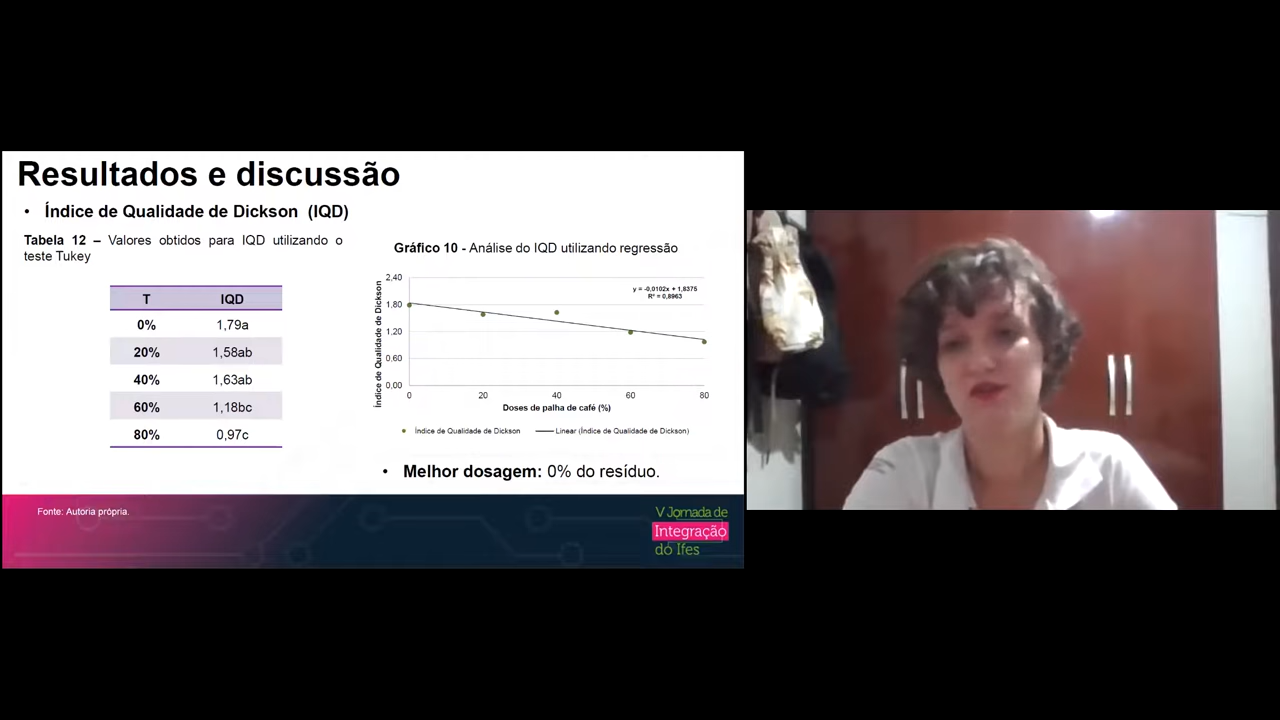 Resultados e discussão
• Índice de Qualidade de Dickson (IQD)
Tabela 12 – Valores obtidos para IQD utilizando o
teste Tukey
T IQD
0% 1,79a
20% 1,58ab
40% 1,63ab
60% 1,18bc
80% 0,97c
Gráfico 10 - Análise do IQD utilizando regressão
Índice de Qualidade de Dickson
2,40
1,80
1,20
0,60
0,00
y = -0,0102x + 1,8375
R² = 0,8963
0 20 40 60 80
Doses de palha de café (%)
Índice de Qualidade de Dickson Linear (Índice de Qualidade de Dickson)
• Melhor dosagem: 0% do resíduo.
Fonte: Autoria própria.
V Jornada de
Integração
do Ifes